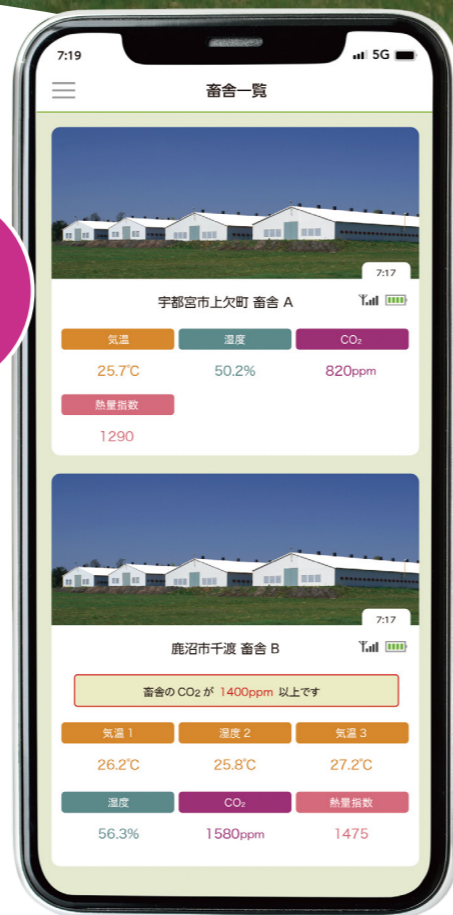 7:19
5G
畜舎一覧
7:17
宇都宮市上欠町 畜舎 A
気温
湿度
CO₂
25.7℃
50.2%
820ppm
熱量指数
1290
7:17
鹿沼市千渡 畜舎 B
畜舎の CO₂ が 1400ppm 以上です
気温 1
湿度 2
気温 3
26.2℃
25.8℃
27.2℃
湿度
CO₂
熱量指数
56.3%
1580ppm
1475